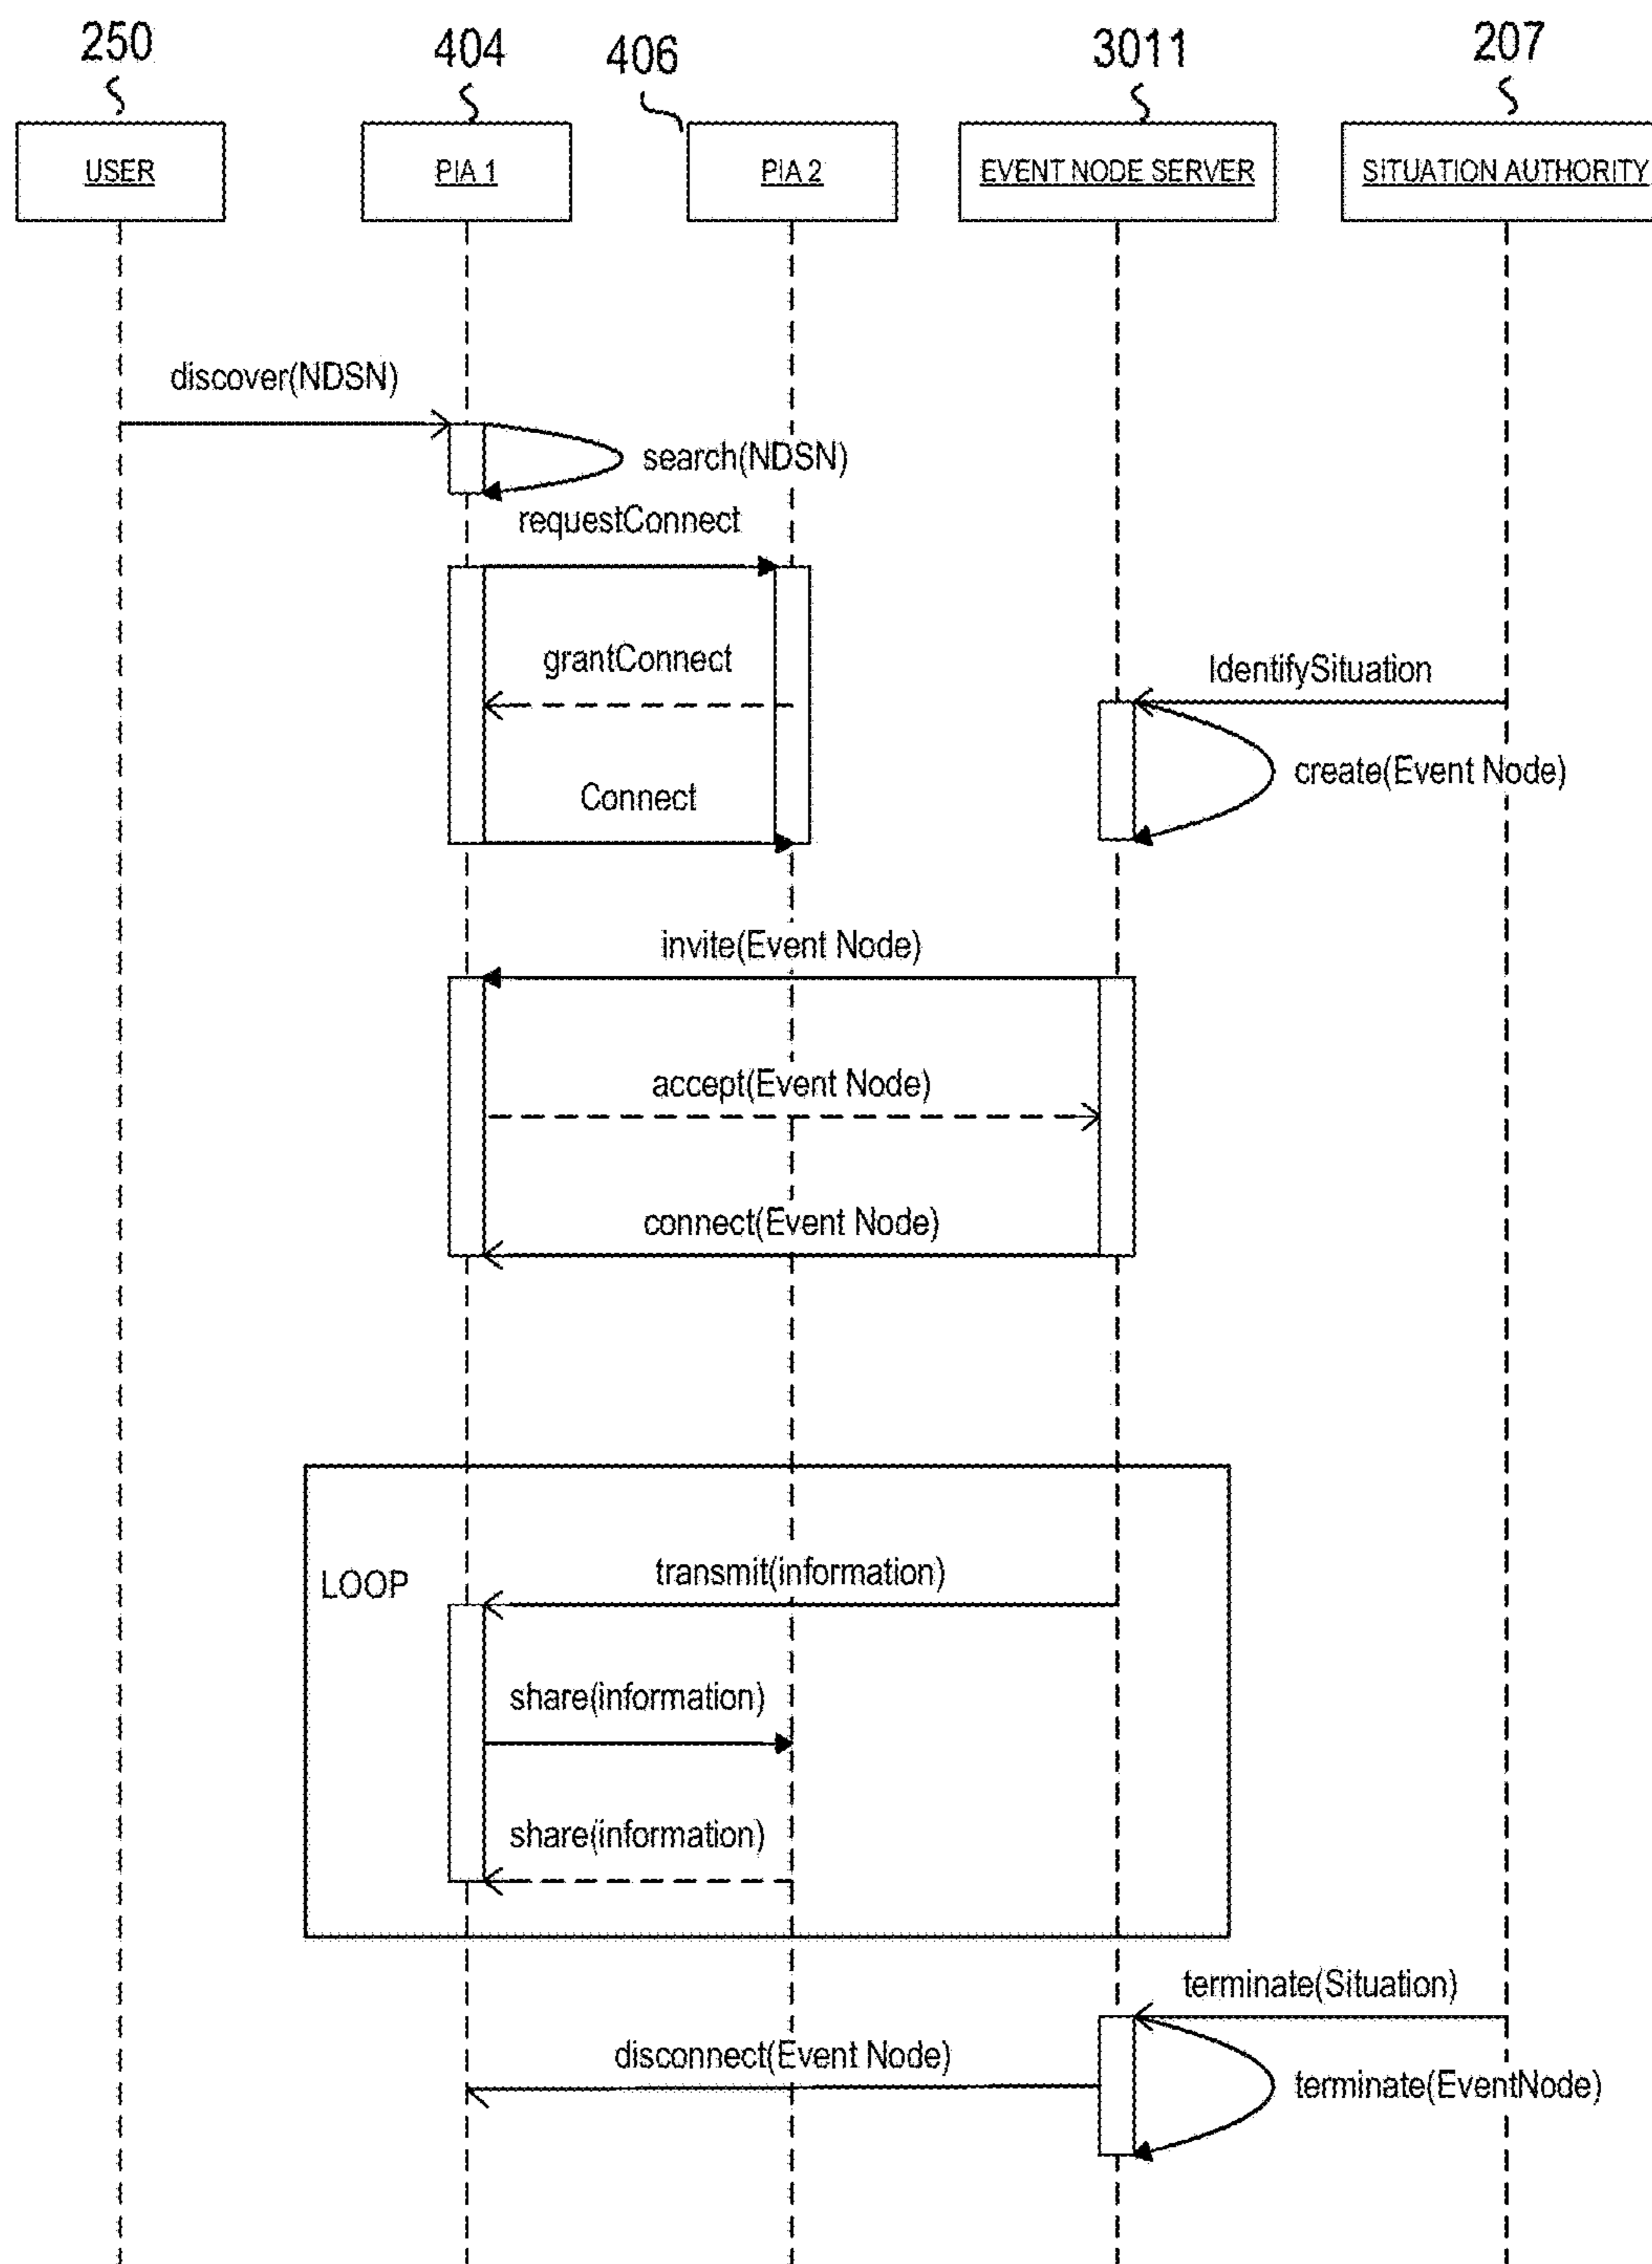 250
404
406
3011
207
USER
PIA 1
PIA 2
EVENT NODE SERVER
SITUATION AUTHORITY
discover(NDSN)
search(NDSN)
requestConnect
grantConnect
IdentifySituation
create(Event Node)
Connect
invite(Event Node)
accept(Event Node)
connect(Event Node)
LOOP
transmit(information)
share(information)
share(information)
terminate(Situation)
disconnect(Event Node)
terminate(EventNode)